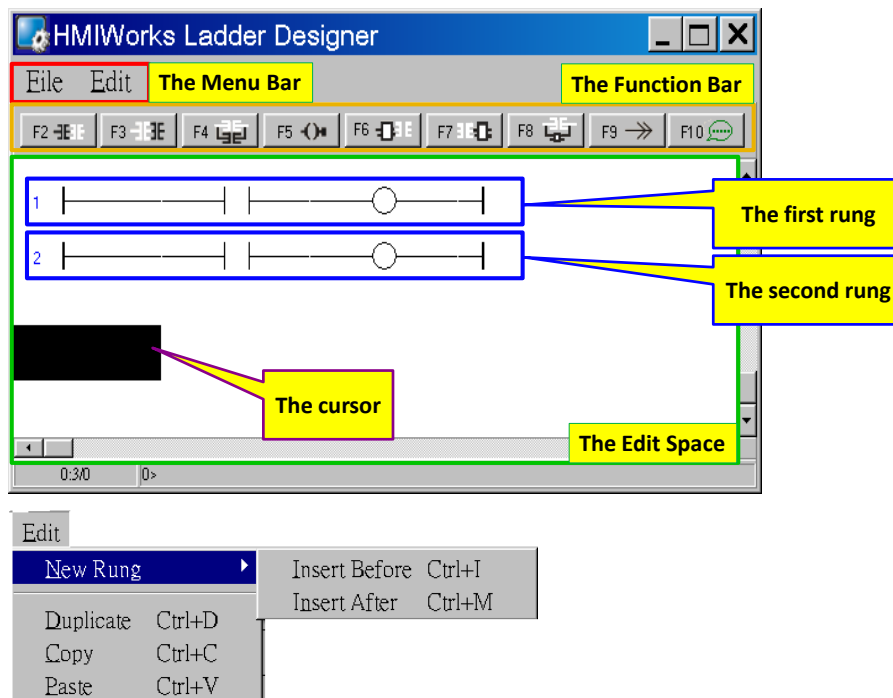 HMIWorks Ladder Designer
File Edit The Menu Bar The Function Bar
F2 F3 F4 F5 F6 F7 F8 F9 F10
1
The first rung
2
The second rung
The cursor
The Edit Space
0:3/0 0>
Edit
New Rung Insert Before Ctrl+I
Insert After Ctrl+M
Duplicate Ctrl+D
Copy Ctrl+C
Paste Ctrl+V